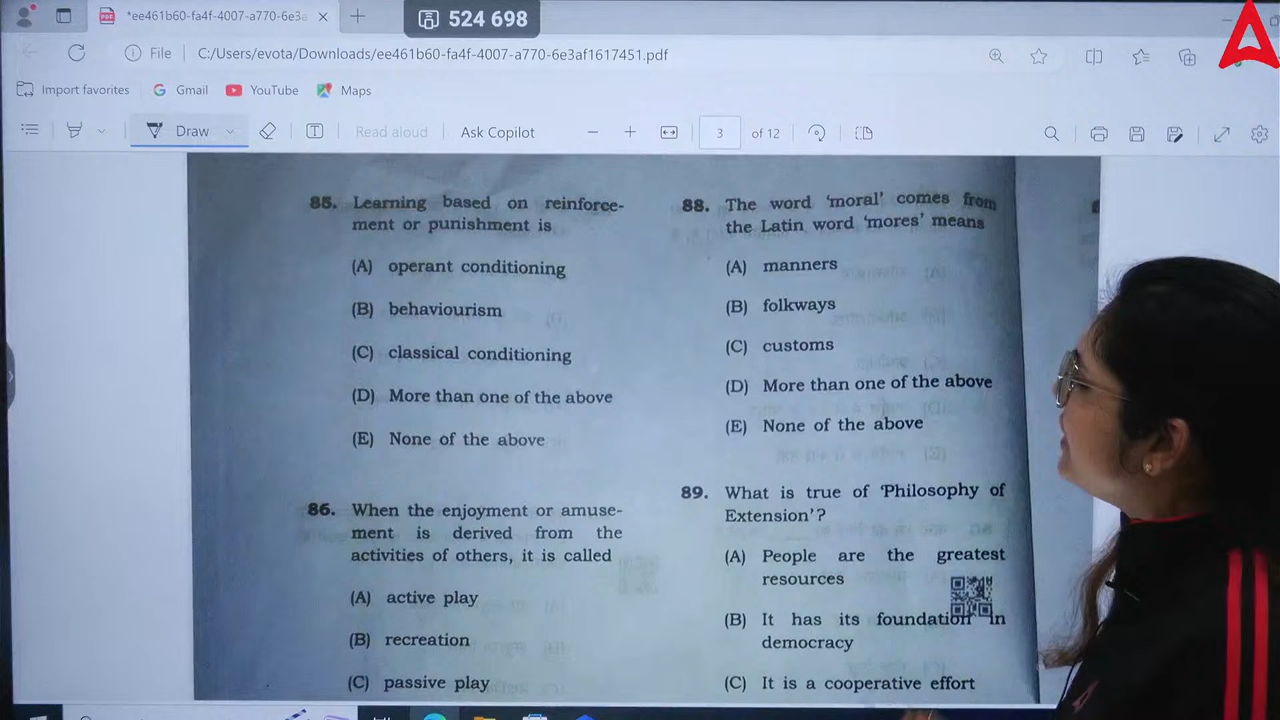 *ee461b60-fa4f-4007-a770-6e3a
524 698
File
C:/Users/evota/Downloads/ee461b60-fa4f-4007-a770-6e3af1617451.pdf
Import favorites
Gmail
YouTube
Maps
Draw
Read aloud
Ask Copilot
3
of 12
85. Learning based on reinforce-
ment or punishment is
(A) operant conditioning
(B) behaviourism
(C) classical conditioning
(D) More than one of the above
(E) None of the above
86. When the enjoyment or amuse-
ment is derived from the
activities of others, it is called
(A) active play
(B) recreation
(C) passive play
88. The word ‘moral’ comes from
the Latin word ‘mores’ means
(A) manners
(B) folkways
(C) customs
(D) More than one of the above
(E) None of the above
89. What is true of ‘Philosophy of
Extension’?
(A) People are the greatest
resources
(B) It has its foundation in
democracy
(C) It is a cooperative effort